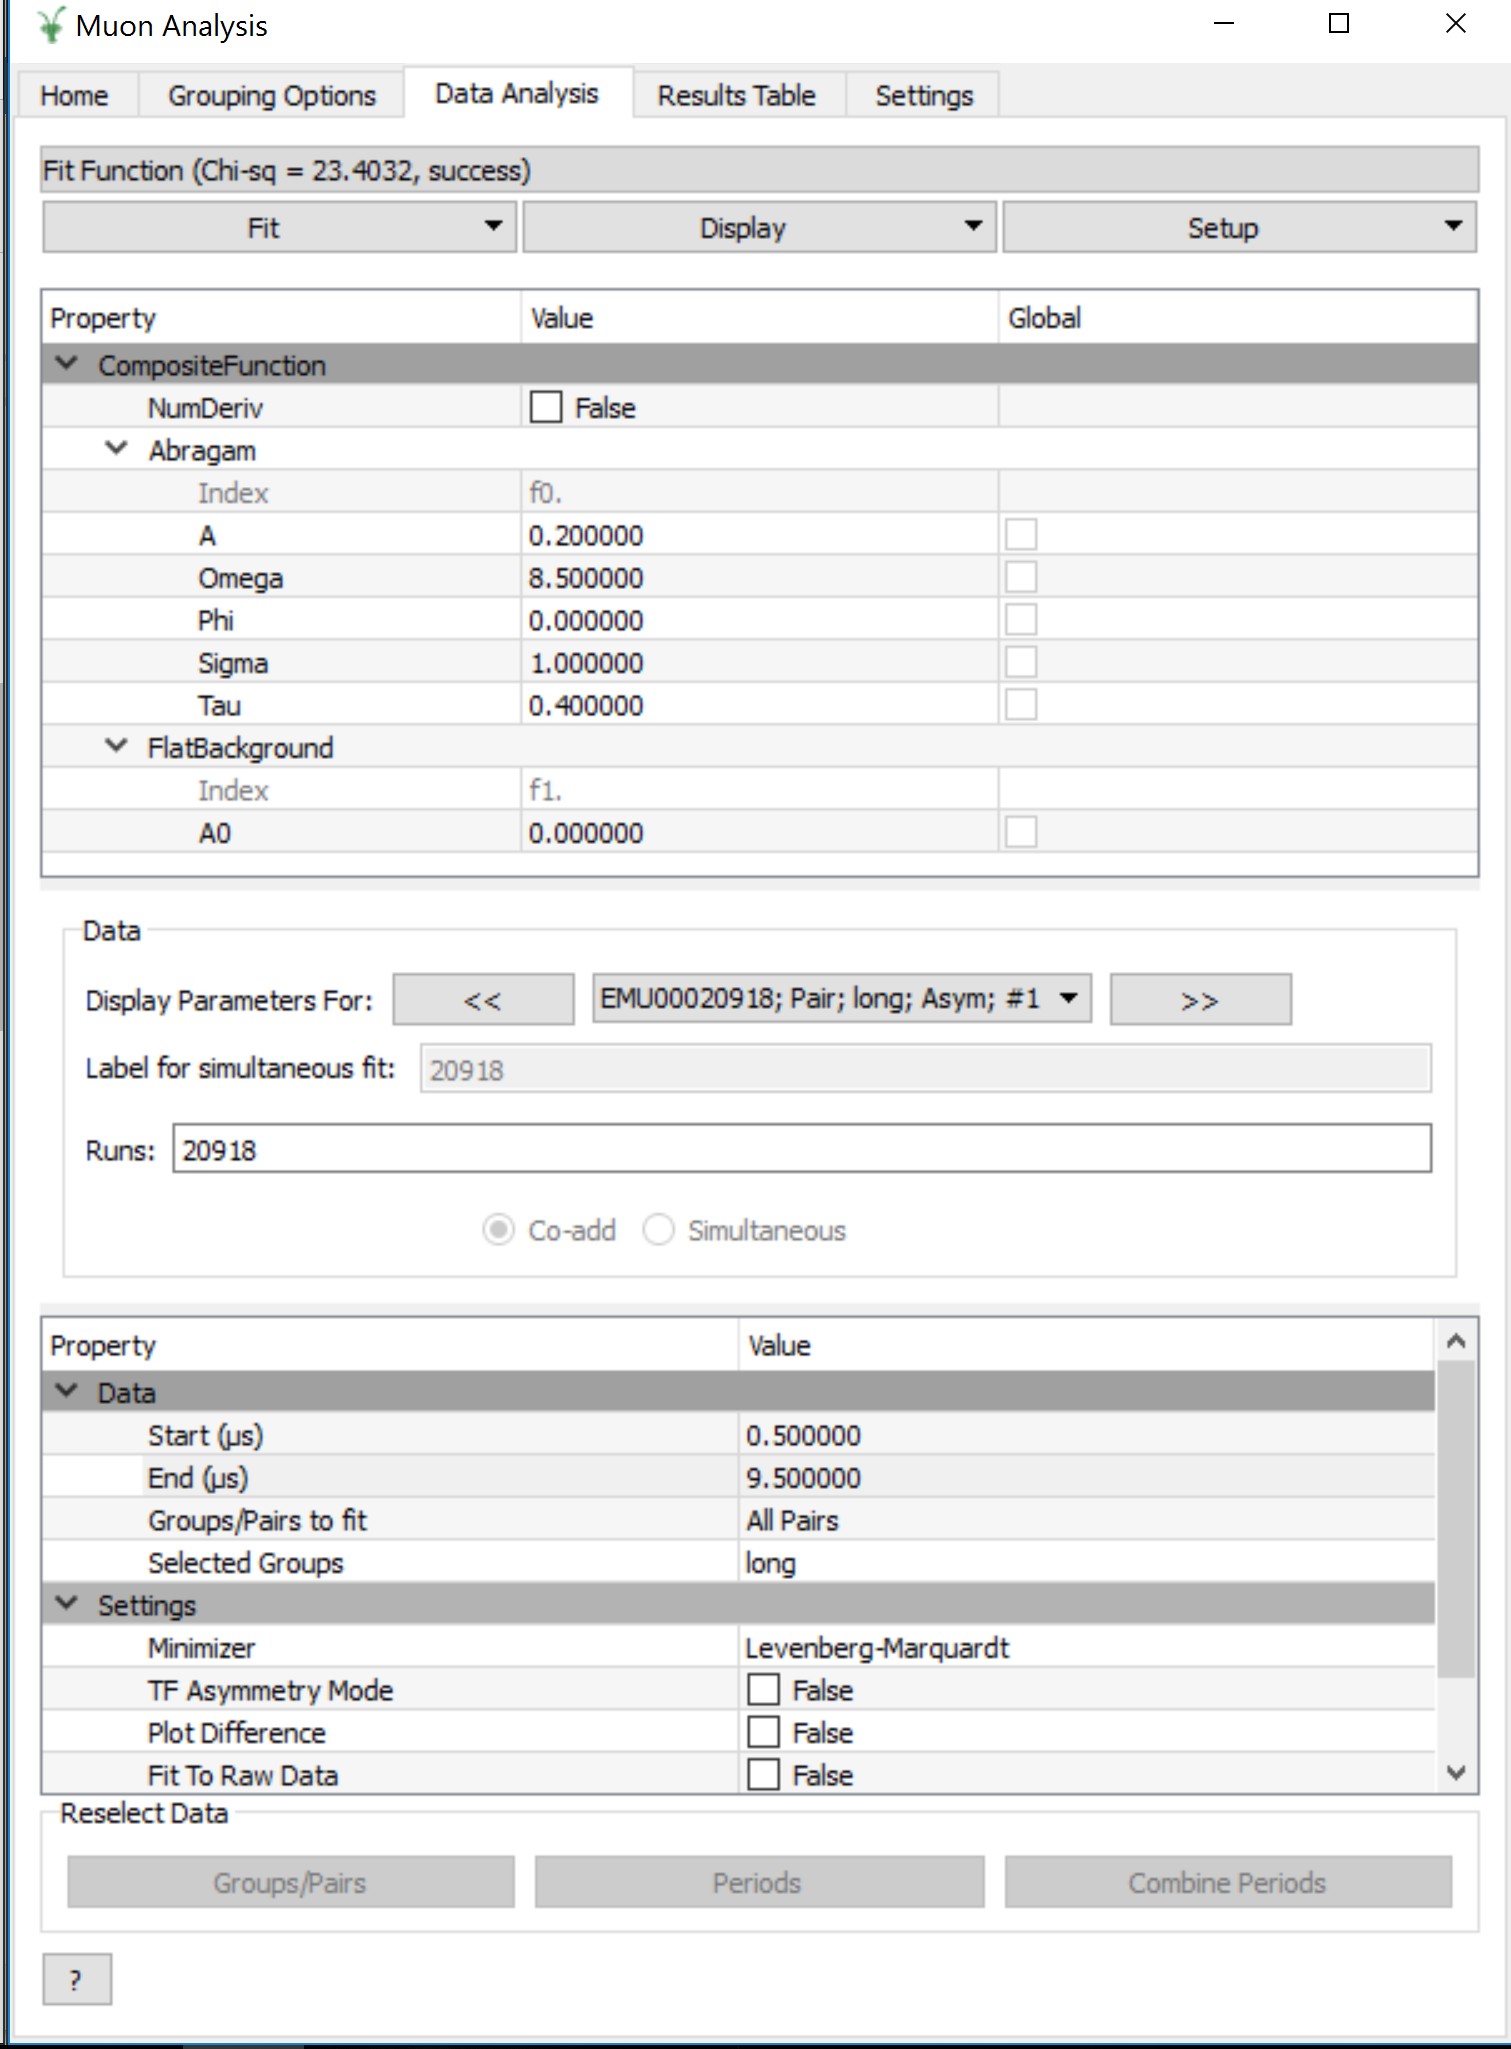 Muon Analysis
Home Grouping Options Data Analysis Results Table Settings
Fit Function (Chi-sq = 23.4032, success)
Fit Display Setup
Property Value Global
CompositeFunction
NumDeriv False
Abragam
Index f0.
A 0.200000
Omega 8.500000
Phi 0.000000
Sigma 1.000000
Tau 0.400000
FlatBackground
Index f1.
A0 0.000000
Data
Display Parameters For: << EMU00020918; Pair; long; Asym; #1 >>
Label for simultaneous fit: 20918
Runs: 20918
Co-add Simultaneous
Property Value
Data
Start (µs) 0.500000
End (µs) 9.500000
Groups/Pairs to fit All Pairs
Selected Groups long
Settings
Minimizer Levenberg-Marquardt
TF Asymmetry Mode False
Plot Difference False
Fit To Raw Data False
Reselect Data
Groups/Pairs Periods Combine Periods
?